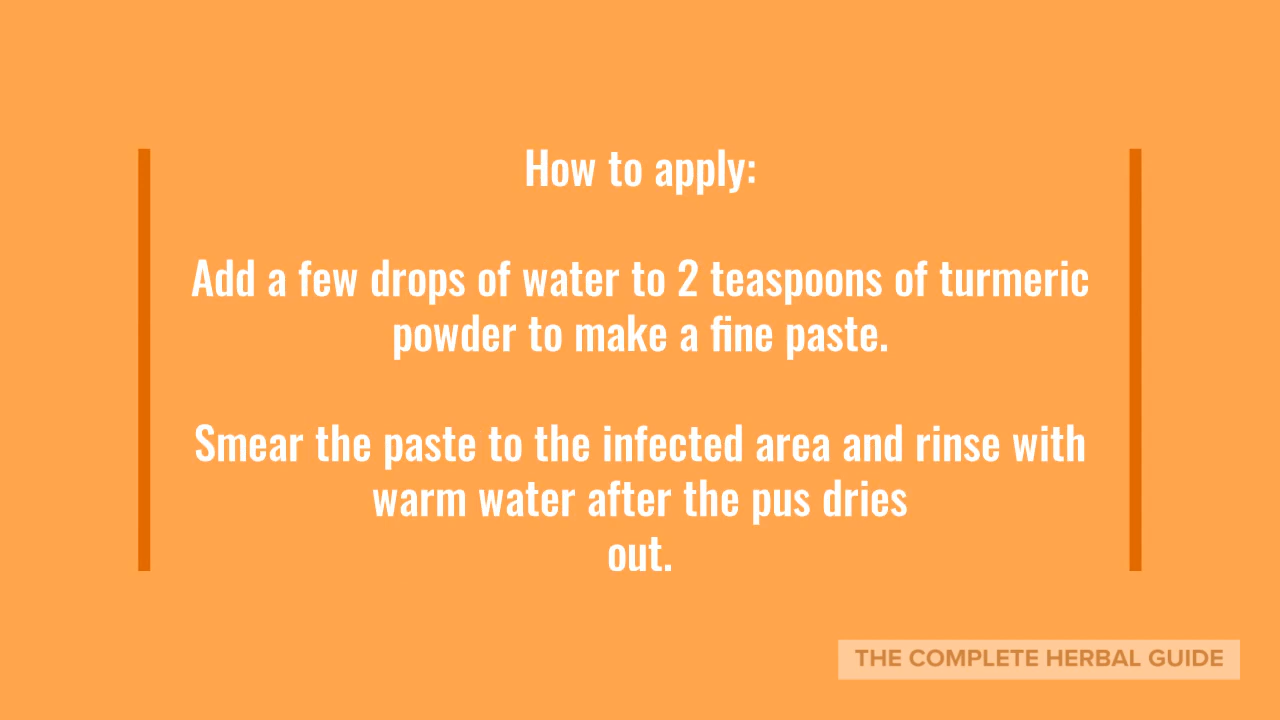 How to apply:
Add a few drops of water to 2 teaspoons of turmeric
powder to make a fine paste.
Smear the paste to the infected area and rinse with
warm water after the pus dries
out.
THE COMPLETE HERBAL GUIDE